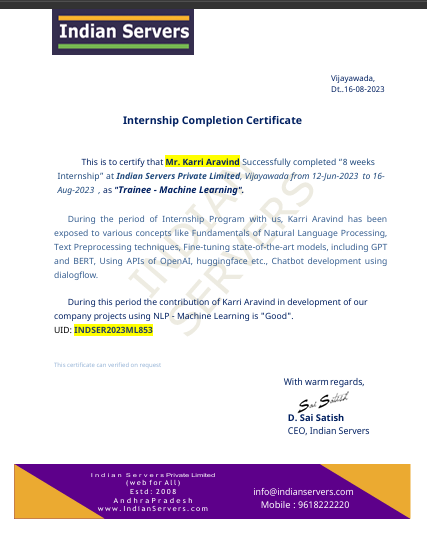 Indian Servers
Vijayawada,
Dt..16-08-2023
Internship Completion Certificate
This is to certify that Mr. Karri Aravind Successfully completed "8 weeks
Internship" at Indian Servers Private Limited, Vijayawada from 12-Jun-2023 to 16-
Aug-2023 , as "Trainee - Machine Learning".
During the period of Internship Program with us, Karri Aravind has been
exposed to various concepts like Fundamentals of Natural Language Processing,
Text Preprocessing techniques, Fine-tuning state-of-the-art models, including GPT
and BERT, Using APIs of OpenAI, huggingface etc., Chatbot development using
dialogflow.
INDIAN
SERVERS
During this period the contribution of Karri Aravind in development of our
company projects using NLP - Machine Learning is "Good".
UID: INDSER2023ML853
This certificate can verified on request
With warm regards,
Sai Satish
D. Sai Satish
CEO, Indian Servers
Indian Servers Private Limited
(web for All)
Estd: 2008
AndhraPradesh
www.IndianServers.com
info@indianservers.com
Mobile : 9618222220